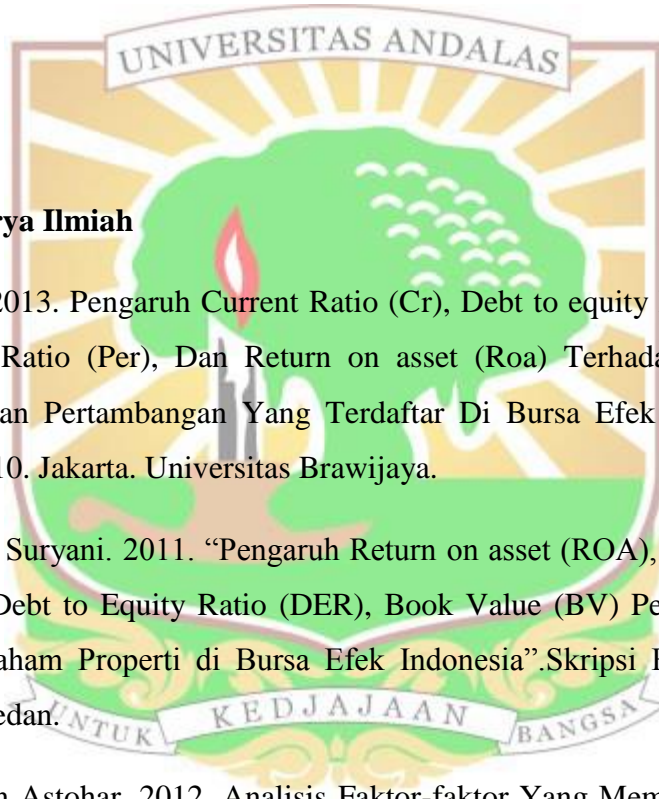 UNIVERSITAS ANDALAS
rya Ilmiah
2013. Pengaruh Current Ratio (Cr), Debt to equity
Ratio (Per), Dan Return on asset (Roa) Terhada
an Pertambangan Yang Terdaftar Di Bursa Efek
10. Jakarta. Universitas Brawijaya.
Suryani. 2011. “Pengaruh Return on asset (ROA),
Debt to Equity Ratio (DER), Book Value (BV) Pe
aham Properti di Bursa Efek Indonesia”.Skripsi
edan.
UNTUK KEDJAJAAN BANGSA
n Astohar. 2012. Analisis Faktor-faktor Yang Mem